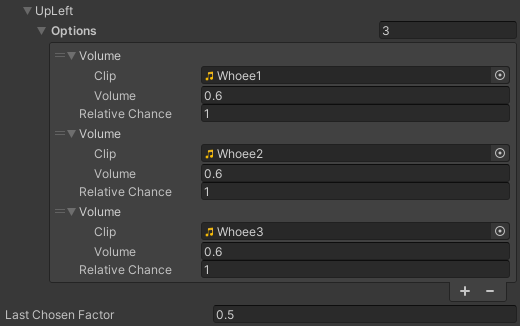 UpLeft
Options 3
Volume
Clip Whoee1
Volume 0.6
Relative Chance 1
Volume
Clip Whoee2
Volume 0.6
Relative Chance 1
Volume
Clip Whoee3
Volume 0.6
Relative Chance 1
+ −
Last Chosen Factor 0.5